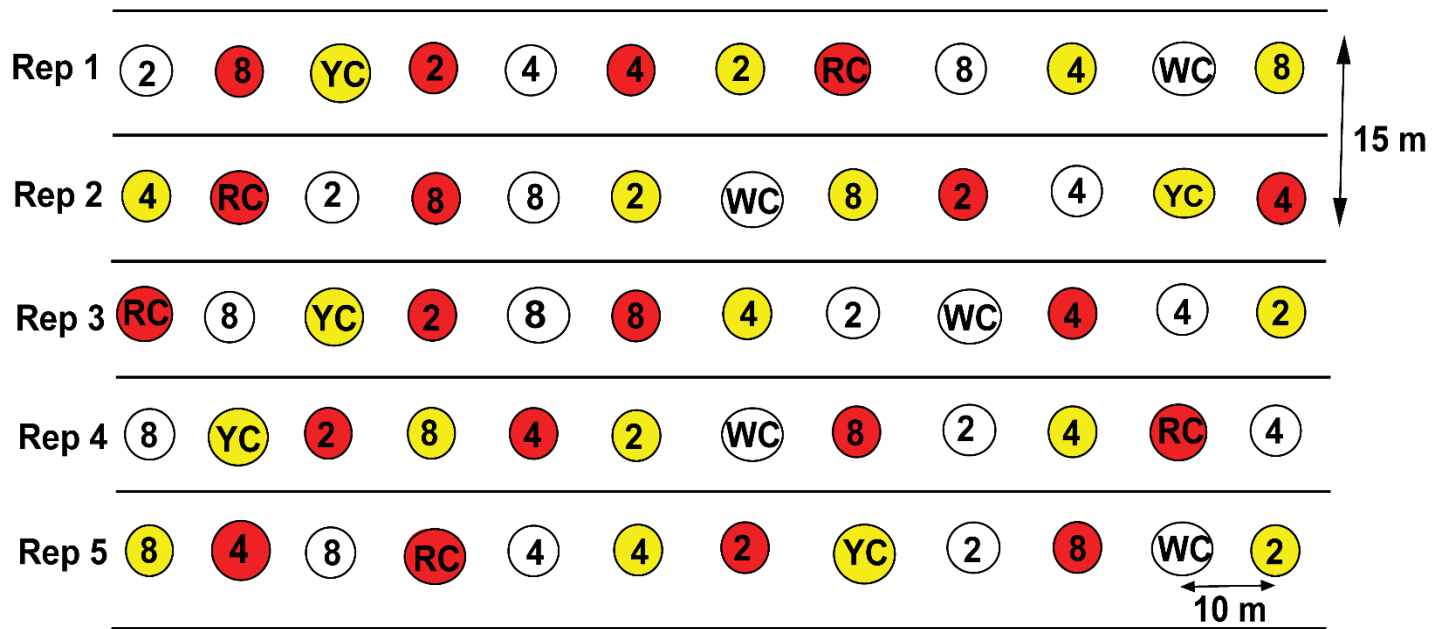 Rep 1 2 8 YC 2 4 4 2 RC 8 4 WC 8
15 m
Rep 2 4 RC 2 8 8 2 WC 8 2 4 YC 4
Rep 3 RC 8 YC 2 8 8 4 2 WC 4 4 2
Rep 4 8 YC 2 8 4 2 WC 8 2 4 RC 4
Rep 5 8 4 8 RC 4 4 2 YC 2 8 WC 2
10 m